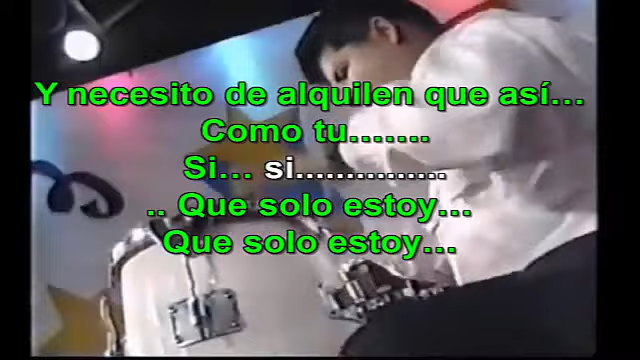 Y necesito de alquilen que así...
Como tu.......
Si... si..............
.. Que solo estoy...
Que solo estoy...